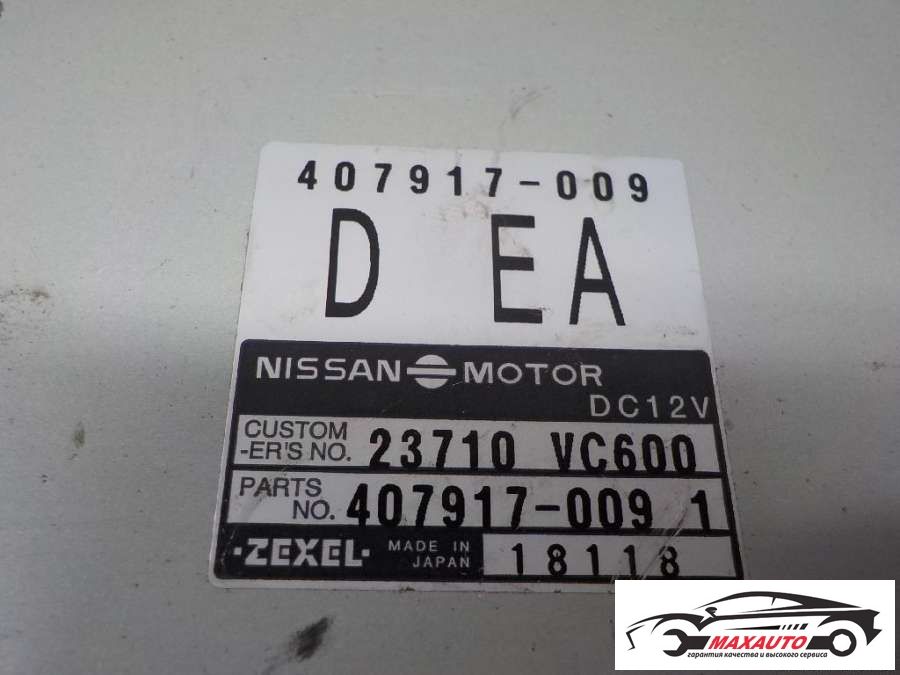 407917-009
D EA
NISSAN MOTOR
DC12V
CUSTOM
-ER'S NO. 23710 VC600
PARTS
NO. 407917-009 1
·ZEXEL· MADE IN
JAPAN 18118
MAXAUTO
гарантия качества и высокого сервиса